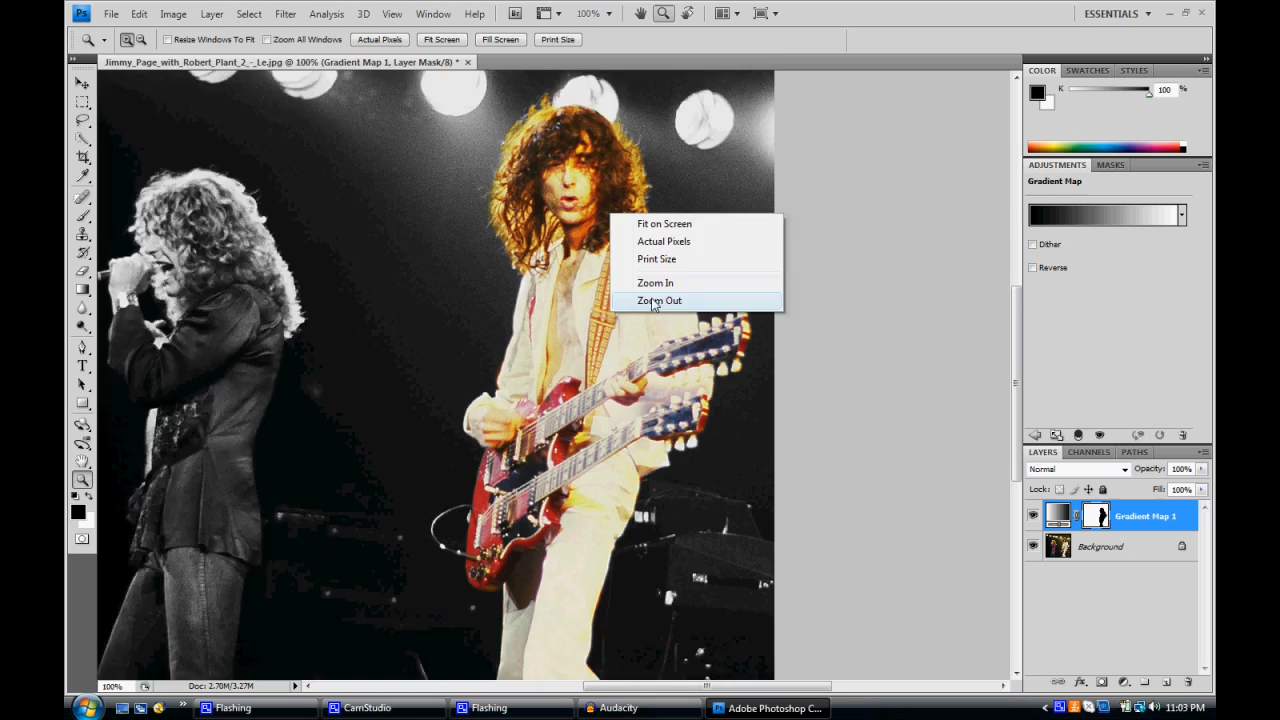 Ps File Edit Image Layer Select Filter Analysis 3D View Window Help Br 100% ESSENTIALS
Resize Windows To Fit Zoom All Windows Actual Pixels Fit Screen Fill Screen Print Size
Jimmy_Page_with_Robert_Plant_2_-_Le.jpg @ 100% (Gradient Map 1, Layer Mask/8) *
COLOR SWATCHES STYLES
K 100 %
ADJUSTMENTS MASKS
Gradient Map
Dither
Reverse
Fit on Screen
Actual Pixels
Print Size
Zoom In
Zoom Out
LAYERS CHANNELS PATHS
Normal Opacity: 100%
Lock: Fill: 100%
Gradient Map 1
Background
100% Doc: 2.70M/3.27M
Flashing CamStudio Flashing Audacity Ps Adobe Photoshop C... 11:03 PM